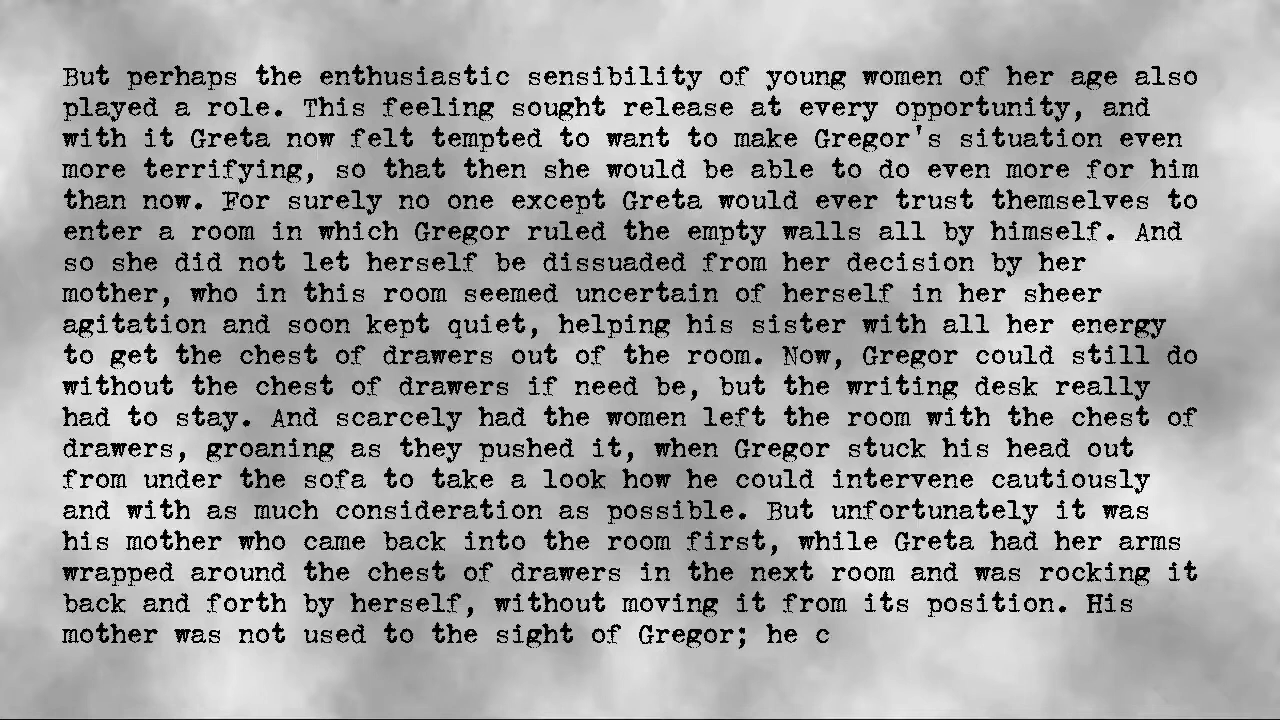 But perhaps the enthusiastic sensibility of young women of her age also
played a role. This feeling sought release at every opportunity, and
with it Greta now felt tempted to want to make Gregor's situation even
more terrifying, so that then she would be able to do even more for him
than now. For surely no one except Greta would ever trust themselves to
enter a room in which Gregor ruled the empty walls all by himself. And
so she did not let herself be dissuaded from her decision by her
mother, who in this room seemed uncertain of herself in her sheer
agitation and soon kept quiet, helping his sister with all her energy
to get the chest of drawers out of the room. Now, Gregor could still do
without the chest of drawers if need be, but the writing desk really
had to stay. And scarcely had the women left the room with the chest of
drawers, groaning as they pushed it, when Gregor stuck his head out
from under the sofa to take a look how he could intervene cautiously
and with as much consideration as possible. But unfortunately it was
his mother who came back into the room first, while Greta had her arms
wrapped around the chest of drawers in the next room and was rocking it
back and forth by herself, without moving it from its position. His
mother was not used to the sight of Gregor; he c